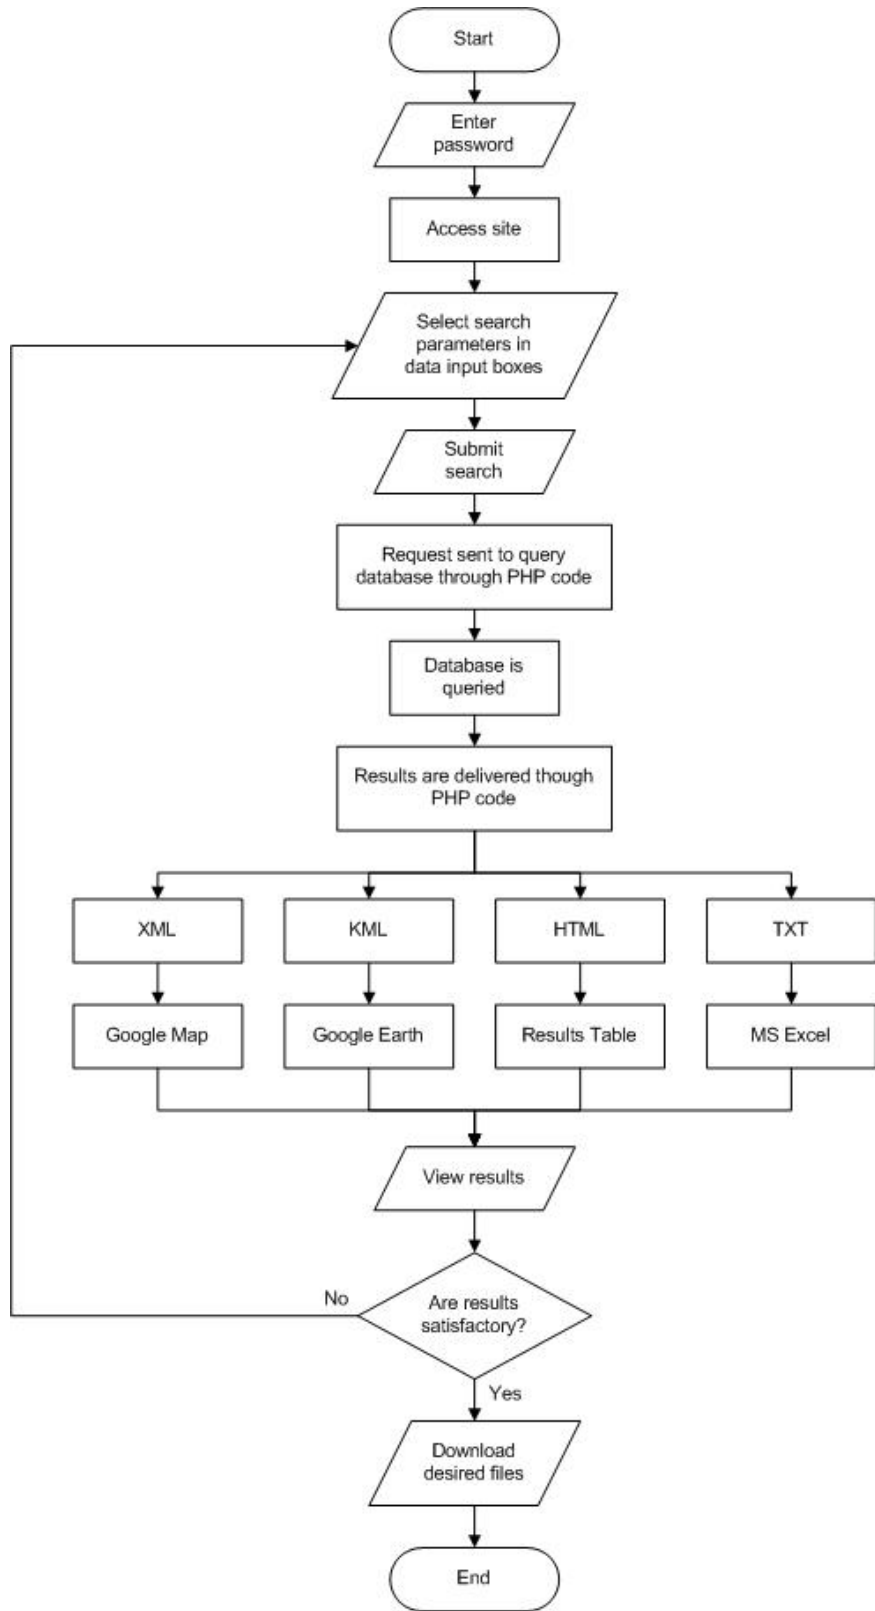 Start
Enter
password
Access site
Select search
parameters in
data input boxes
Submit
search
Request sent to query
database through PHP code
Database is
queried
Results are delivered though
PHP code
XML
KML
HTML
TXT
Google Map
Google Earth
Results Table
MS Excel
View results
No
Are results
satisfactory?
Yes
Download
desired files
End